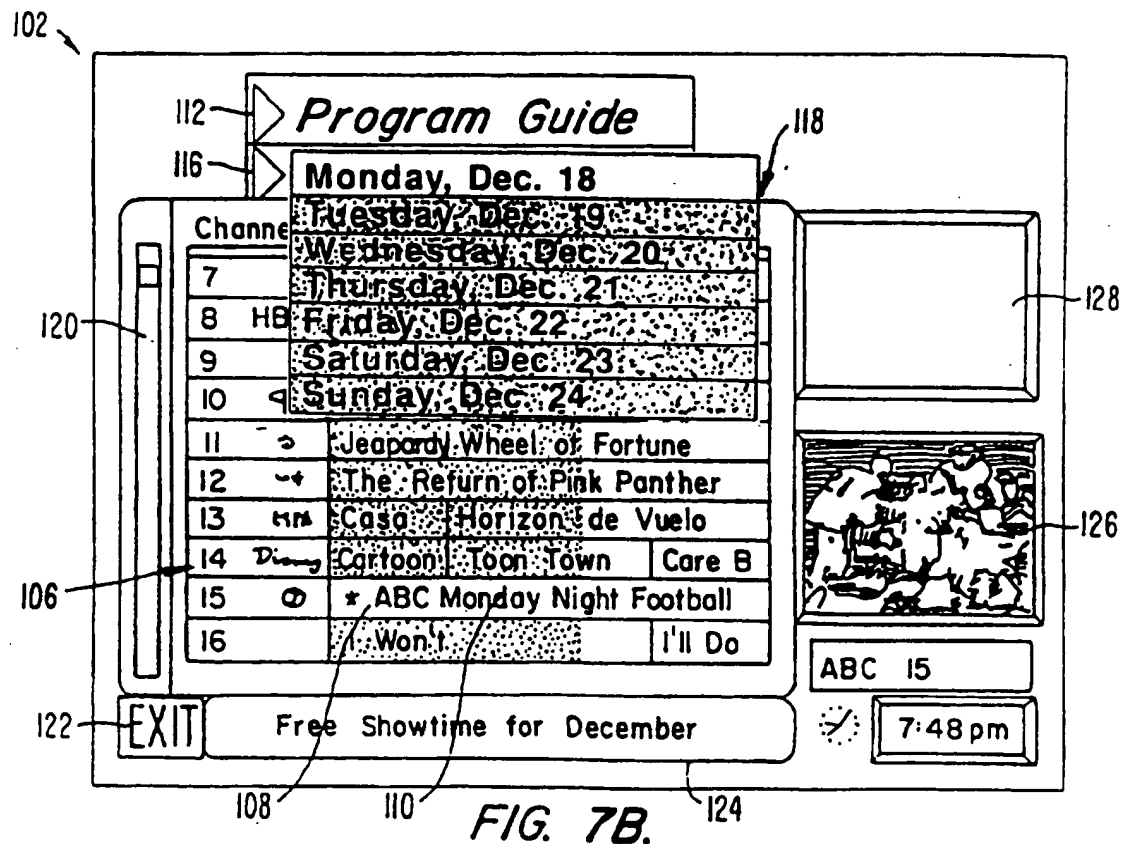 102
112
Program Guide
118
116
Monday, Dec. 18
Tuesday, Dec. 19
Channe
Wednesday, Dec. 20
7
Thursday, Dec. 21
128
120
8 HB
Friday, Dec. 22
9
Saturday, Dec. 23
10
Sunday, Dec. 24
11 Jeopardy Wheel of Fortune
12 The Return of Pink Panther
13 Casa Horizon de Vuelo
126
14 Cartoon Toon Town Care B
106
15 * ABC Monday Night Football
16 I Won't I'll Do
ABC 15
122
EXIT
Free Showtime for December
7:48 pm
108
110
124
FIG. 7B.